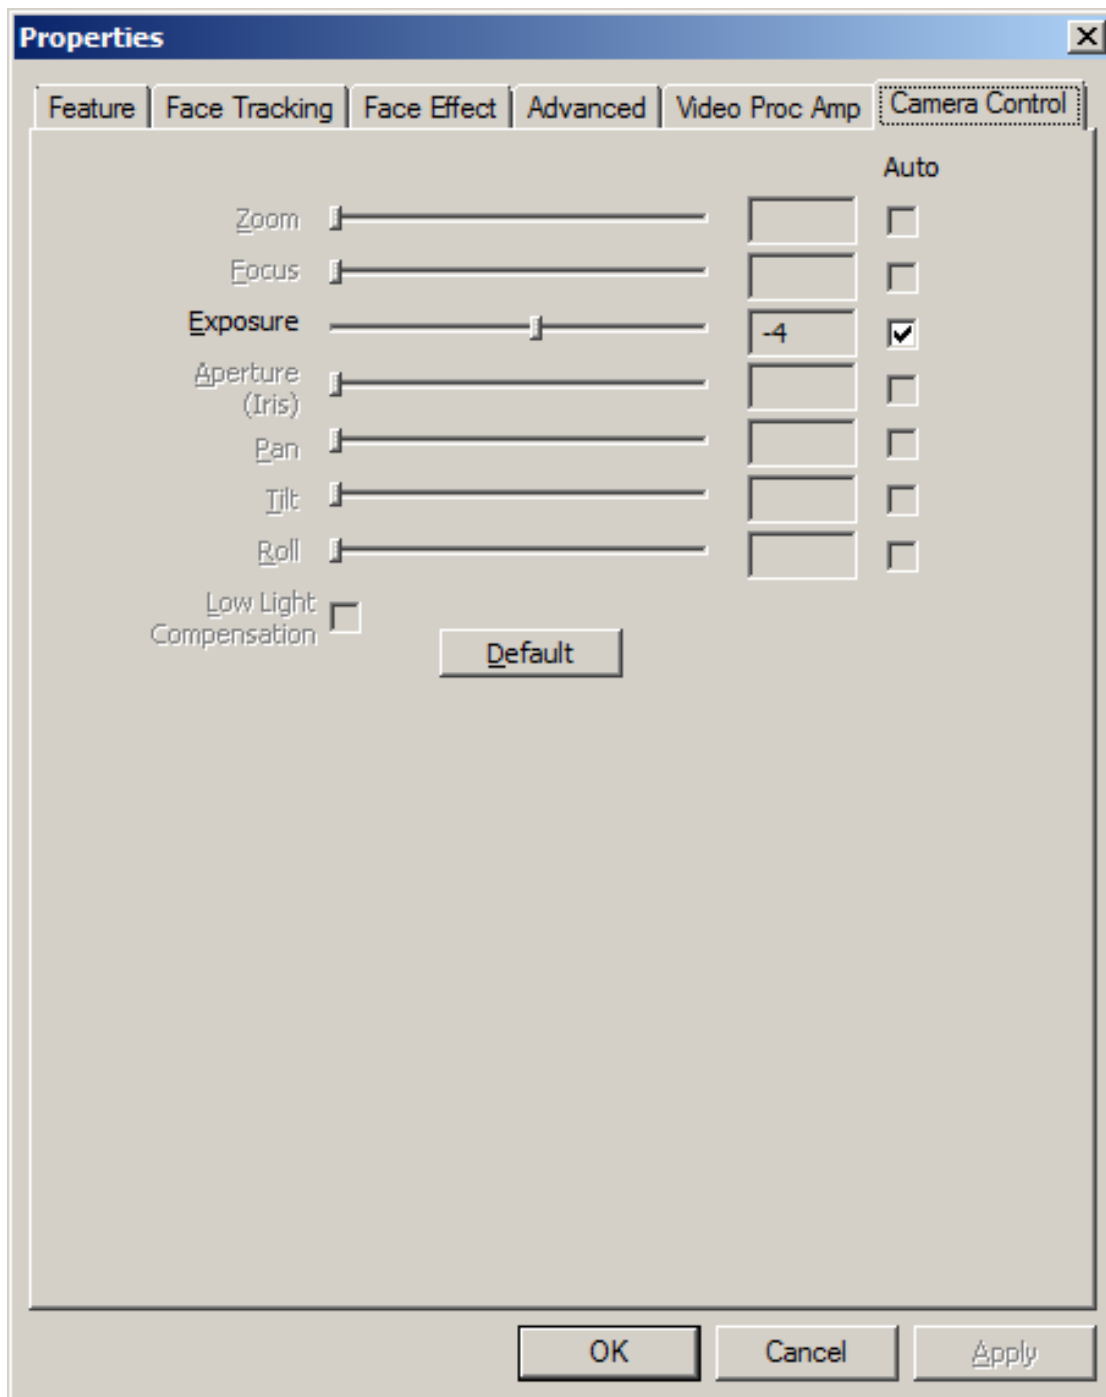 Properties
Feature Face Tracking Face Effect Advanced Video Proc Amp Camera Control
Auto
Zoom
Focus
Exposure -4
Aperture
(Iris)
Pan
Tilt
Roll
Low Light
Compensation
Default
OK Cancel Apply